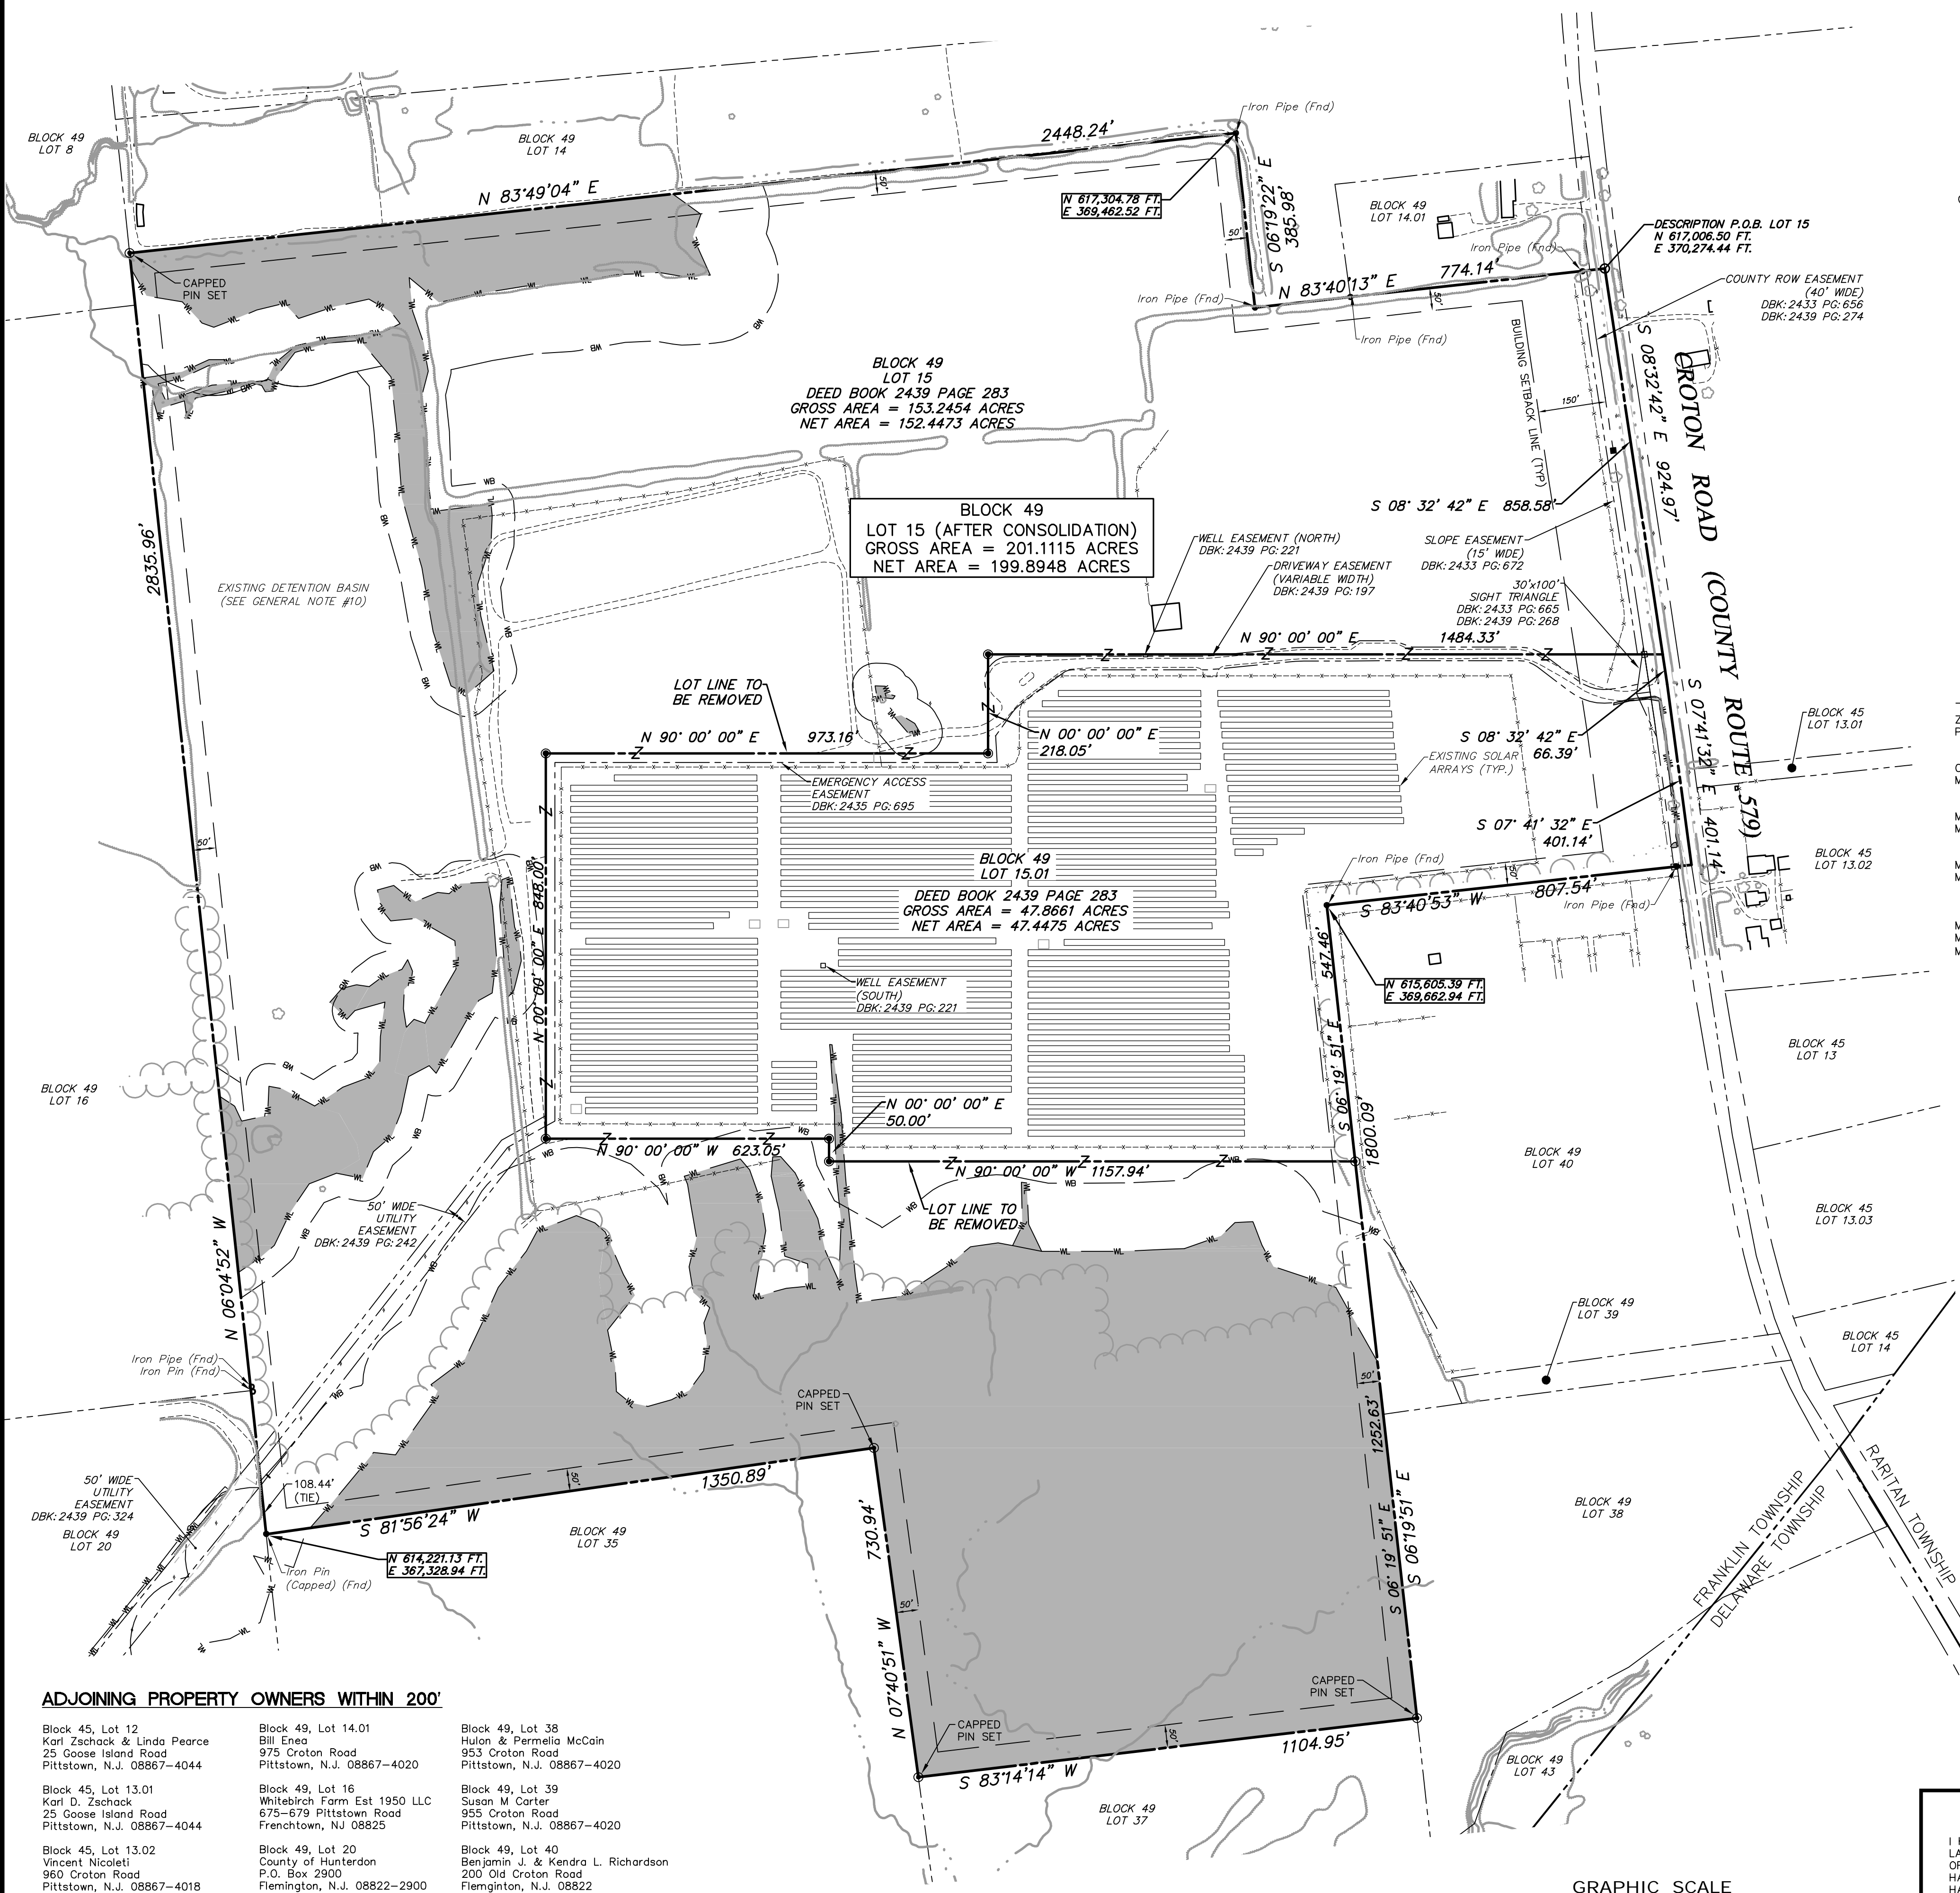 BLOCK 49
LOT 8
BLOCK 49
LOT 14
2448.24'
N 83°49'04" E
50'
Iron Pipe (Fnd)
N 617,304.78 FT.
E 369,462.52 FT.
S 06°19'22" E
385.98'
50'
BLOCK 49
LOT 14.01
Iron Pipe (Fnd)
DESCRIPTION P.O.B. LOT 15
N 617,006.50 FT.
E 370,274.44 FT.
774.14'
N 83°40'13" E
50'
Iron Pipe (Fnd)
Iron Pipe (Fnd)
COUNTY ROW EASEMENT
(40' WIDE)
DBK: 2433 PG: 656
DBK: 2439 PG: 274
CAPPED
PIN SET
BUILDING SETBACK LINE (TYP)
150'
S 08°32'42" E 924.97'
CROTON ROAD (COUNTY ROUTE 579)
BLOCK 49
LOT 15
DEED BOOK 2439 PAGE 283
GROSS AREA = 153.2454 ACRES
NET AREA = 152.4473 ACRES
BLOCK 49
LOT 15 (AFTER CONSOLIDATION)
GROSS AREA = 201.1115 ACRES
NET AREA = 199.8948 ACRES
S 08° 32' 42" E 858.58'
WELL EASEMENT (NORTH)
DBK: 2439 PG: 221
DRIVEWAY EASEMENT
(VARIABLE WIDTH)
DBK: 2439 PG: 197
SLOPE EASEMENT
(15' WIDE)
DBK: 2433 PG: 672
30'x100'
SIGHT TRIANGLE
DBK: 2433 PG: 665
DBK: 2439 PG: 268
2835.96'
EXISTING DETENTION BASIN
(SEE GENERAL NOTE #10)
N 90° 00' 00" E 1484.33'
LOT LINE TO
BE REMOVED
N 90° 00' 00" E 973.16'
N 00° 00' 00" E
218.05'
S 07°41'32" E 401.14'
S 08° 32' 42" E
66.39'
EXISTING SOLAR
ARRAYS (TYP.)
BLOCK 45
LOT 13.01
EMERGENCY ACCESS
EASEMENT
DBK: 2435 PG: 695
S 07° 41' 32" E
401.14'
50'
BLOCK 45
LOT 13.02
BLOCK 49
LOT 15.01
DEED BOOK 2439 PAGE 283
GROSS AREA = 47.8661 ACRES
NET AREA = 47.4475 ACRES
Iron Pipe (Fnd)
50'
S 83°40'53" W 807.54'
Iron Pipe (Fnd)
N 00° 00' 00" E 848.00'
547.46'
WELL EASEMENT
(SOUTH)
DBK: 2439 PG: 221
N 615,605.39 FT.
E 369,662.94 FT.
S 06° 19' 51" E
1800.09'
BLOCK 45
LOT 13
BLOCK 49
LOT 16
N 00° 00' 00" E
50.00'
N 90° 00' 00" W 623.05'
N 90° 00' 00" W 1157.94'
BLOCK 49
LOT 40
LOT LINE TO
BE REMOVED
50' WIDE
UTILITY
EASEMENT
DBK: 2439 PG: 242
BLOCK 45
LOT 13.03
N 06°04'52" W
BLOCK 49
LOT 39
BLOCK 45
LOT 14
Iron Pipe (Fnd)
Iron Pin (Fnd)
CAPPED
PIN SET
50'
1252.63'
S 06° 19' 51" E
S 06°19'51" E
50' WIDE
UTILITY
EASEMENT
DBK: 2439 PG: 324
BLOCK 49
LOT 20
108.44'
(TIE)
S 81°56'24" W
50'
1350.89'
BLOCK 49
LOT 35
N 614,221.13 FT.
E 367,328.94 FT.
Iron Pin
(Capped) (Fnd)
730.94'
N 07°40'51" W
50'
BLOCK 49
LOT 38
FRANKLIN TOWNSHIP
DELAWARE TOWNSHIP
RARITAN TOWNSHIP
CAPPED
PIN SET
CAPPED
PIN SET
S 83°14'14" W
50'
1104.95'
BLOCK 49
LOT 37
BLOCK 49
LOT 43
ADJOINING PROPERTY OWNERS WITHIN 200'
Block 45, Lot 12
Karl Zschack & Linda Pearce
25 Goose Island Road
Pittstown, N.J. 08867-4044
Block 45, Lot 13.01
Karl D. Zschack
25 Goose Island Road
Pittstown, N.J. 08867-4044
Block 45, Lot 13.02
Vincent Nicoleti
960 Croton Road
Pittstown, N.J. 08867-4018
Block 49, Lot 14.01
Bill Enea
975 Croton Road
Pittstown, N.J. 08867-4020
Block 49, Lot 16
Whitebirch Farm Est 1950 LLC
675-679 Pittstown Road
Frenchtown, NJ 08825
Block 49, Lot 20
County of Hunterdon
P.O. Box 2900
Flemington, N.J. 08822-2900
Block 49, Lot 38
Hulon & Permelia McCain
953 Croton Road
Pittstown, N.J. 08867-4020
Block 49, Lot 39
Susan M Carter
955 Croton Road
Pittstown, N.J. 08867-4020
Block 49, Lot 40
Benjamin J. & Kendra L. Richardson
200 Old Croton Road
Flemginton, N.J. 08822
GRAPHIC SCALE